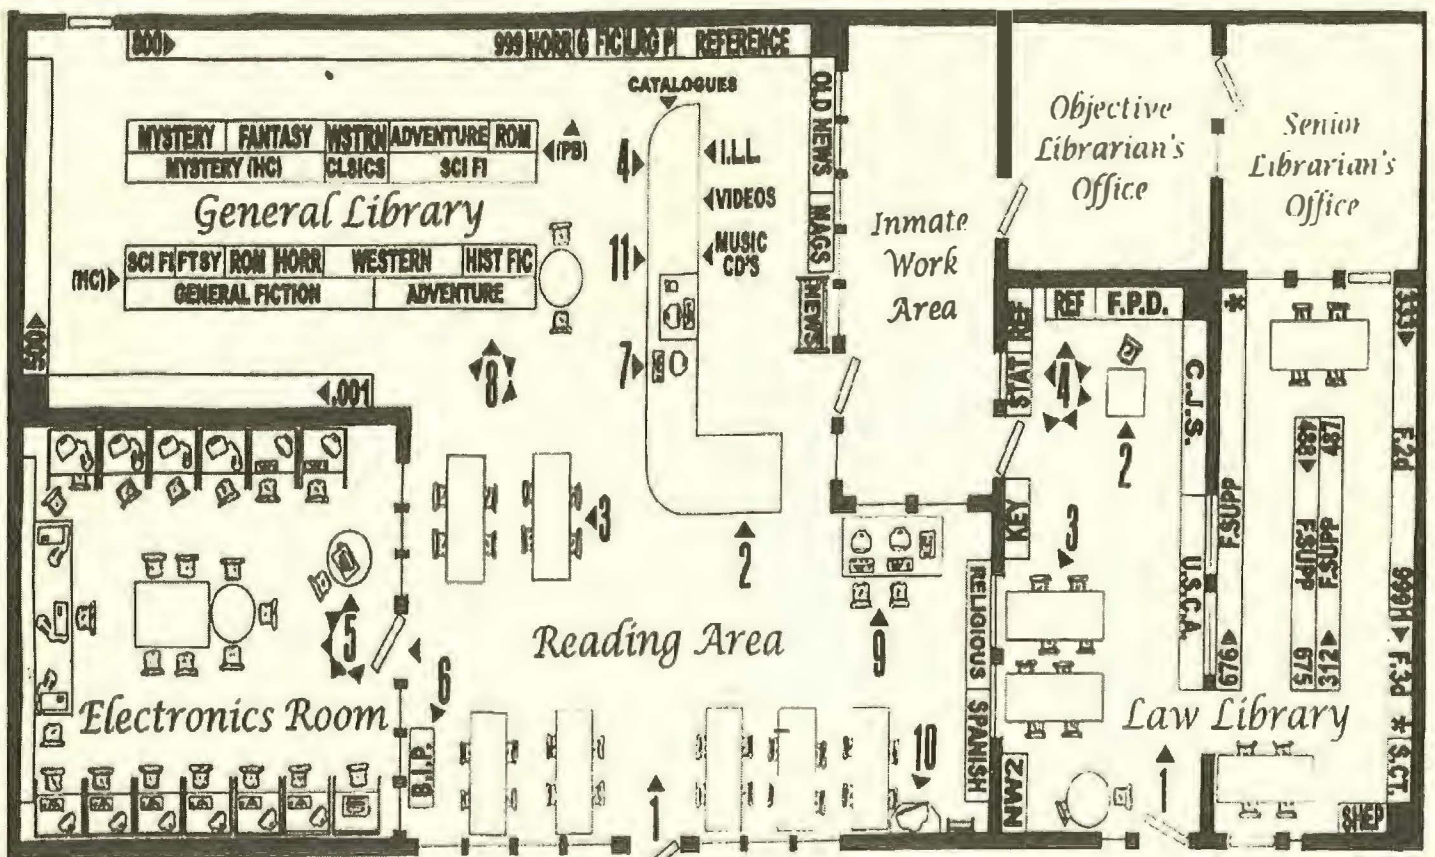 800▶
999 HORR G FIC LRG P REFERENCE
CATALOGUES
MYSTERY FANTASY WSTRN ADVENTURE ROM
MYSTERY (HC) CLSICS SCI FI
◀(PB)
General Library
(HC)▶
SCI FI FTSY ROM HORR WESTERN HIST FIC
GENERAL FICTION ADVENTURE
◀.001
8
4▶
◀I.L.L.
◀VIDEOS
11▶
◀MUSIC
CD'S
7▶
OLD NEWS
MAGS
NEWS
Inmate
Work
Area
Objective
Librarian's
Office
Senior
Librarian's
Office
STAT REF
REF F.P.D.
4
2
C.J.S.
U.S.C.A.
KEY
3
*
F.SUPP
676▶
◀488 F.SUPP 675
312▶ F.SUPP 487
333▶
F.2d
999▶
F.3d
* S.CT.
SHEP
Law Library
1
NW2
RELIGIOUS
SPANISH
9
10
◀3
2
Reading Area
5
6
B.I.P.
Electronics Room
1